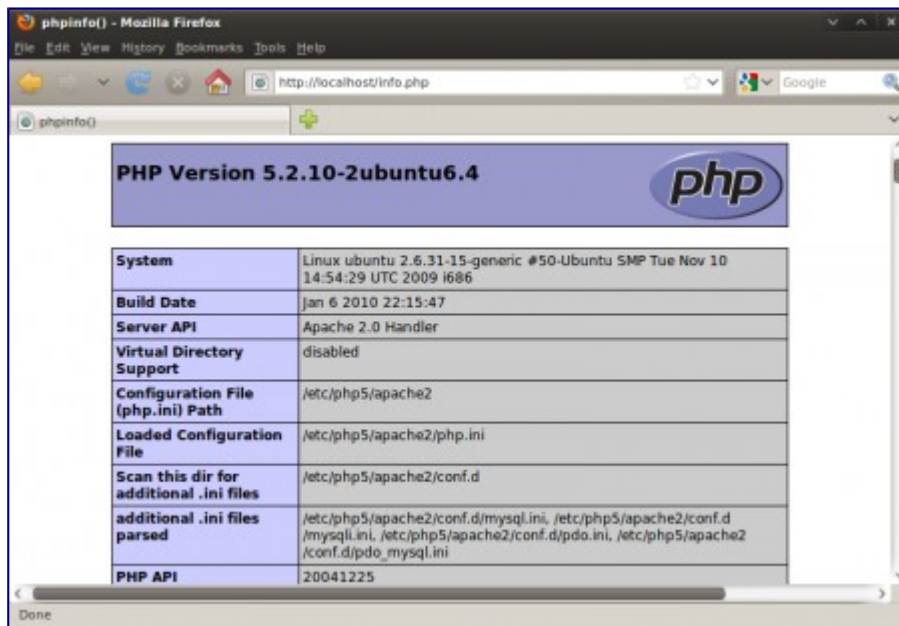 phpinfo() - Mozilla Firefox
File Edit View History Bookmarks Tools Help
http://localhost/info.php
Google
phpinfo()
PHP Version 5.2.10-2ubuntu6.4
php
System
Linux ubuntu 2.6.31-15-generic #50-Ubuntu SMP Tue Nov 10
14:54:29 UTC 2009 i686
Build Date
Jan 6 2010 22:15:47
Server API
Apache 2.0 Handler
Virtual Directory
Support
disabled
Configuration File
(php.ini) Path
/etc/php5/apache2
Loaded Configuration
File
/etc/php5/apache2/php.ini
Scan this dir for
additional .ini files
/etc/php5/apache2/conf.d
additional .ini files
parsed
/etc/php5/apache2/conf.d/mysql.ini, /etc/php5/apache2/conf.d
/mysqli.ini, /etc/php5/apache2/conf.d/pdo.ini, /etc/php5/apache2
/conf.d/pdo_mysql.ini
PHP API
20041225
Done